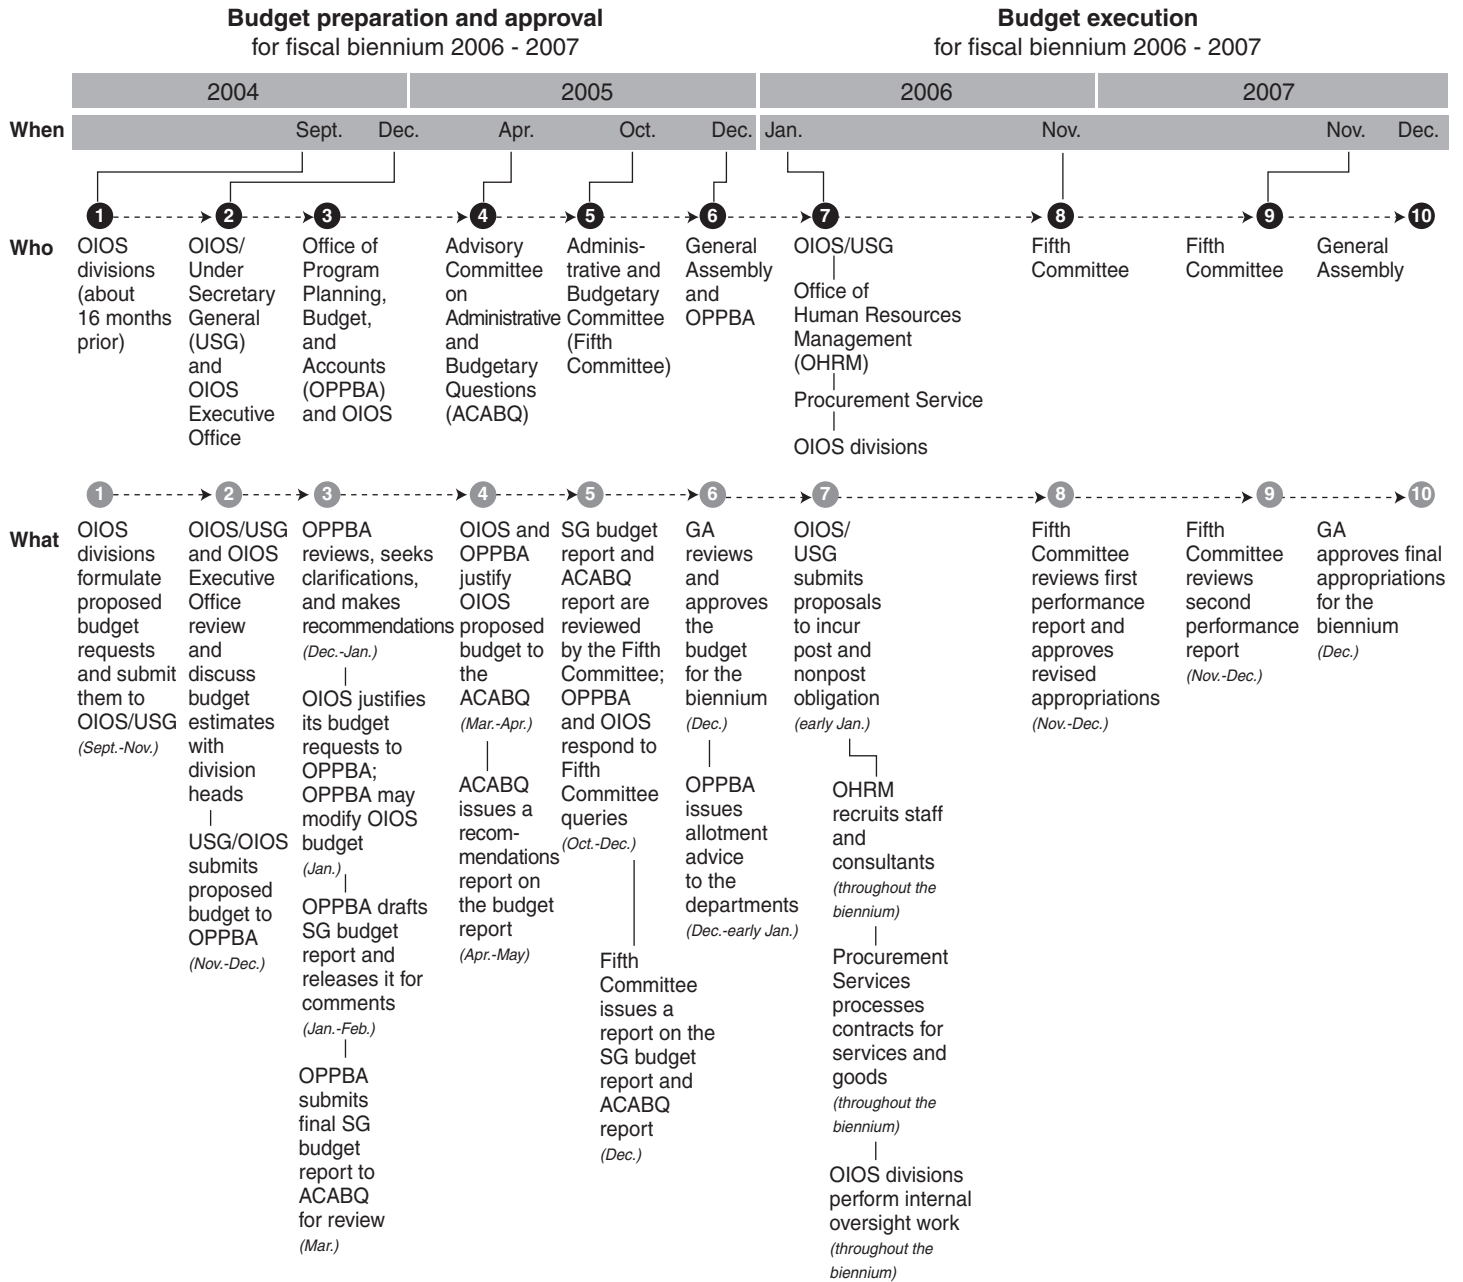 Budget preparation and approval
for fiscal biennium 2006 - 2007
Budget execution
for fiscal biennium 2006 - 2007
2004
2005
2006
2007
When
Sept.
Dec.
Apr.
Oct.
Dec.
Jan.
Nov.
Nov.
Dec.
1
2
3
4
5
6
7
8
9
10
Who
OIOS
divisions
(about
16 months
prior)
OIOS/
Under
Secretary
General
(USG)
and
OIOS
Executive
Office
Office of
Program
Planning,
Budget,
and
Accounts
(OPPBA)
and OIOS
Advisory
Committee
on
Administrative
and
Budgetary
Questions
(ACABQ)
Adminis-
trative and
Budgetary
Committee
(Fifth
Committee)
General
Assembly
and
OPPBA
OIOS/USG
Office of
Human Resources
Management
(OHRM)
Procurement Service
OIOS divisions
Fifth
Committee
Fifth
Committee
General
Assembly
1
2
3
4
5
6
7
8
9
10
What
OIOS
divisions
formulate
proposed
budget
requests
and submit
them to
OIOS/USG
(Sept.-Nov.)
OIOS/USG
and OIOS
Executive
Office
review
and
discuss
budget
estimates
with
division
heads
USG/OIOS
submits
proposed
budget to
OPPBA
(Nov.-Dec.)
OPPBA
reviews, seeks
clarifications,
and makes
recommendations
(Dec.-Jan.)
OIOS justifies
its budget
requests to
OPPBA;
OPPBA may
modify OIOS
budget
(Jan.)
OPPBA drafts
SG budget
report and
releases it for
comments
(Jan.-Feb.)
OPPBA
submits
final SG
budget
report to
ACABQ
for review
(Mar.)
OIOS and
OPPBA
justify
OIOS
proposed
budget to
the
ACABQ
(Mar.-Apr.)
ACABQ
issues a
recom-
mendations
report on
the budget
report
(Apr.-May)
SG budget
report and
ACABQ
report are
reviewed
by the Fifth
Committee;
OPPBA
and OIOS
respond to
Fifth
Committee
queries
(Oct.-Dec.)
Fifth
Committee
issues a
report on the
SG budget
report and
ACABQ
report
(Dec.)
GA
reviews
and
approves
the
budget
for the
biennium
(Dec.)
OPPBA
issues
allotment
advice
to the
departments
(Dec.-early Jan.)
OIOS/
USG
submits
proposals
to incur
post and
nonpost
obligation
(early Jan.)
OHRM
recruits staff
and
consultants
(throughout the
biennium)
Procurement
Services
processes
contracts for
services and
goods
(throughout the
biennium)
OIOS divisions
perform internal
oversight work
(throughout the
biennium)
Fifth
Committee
reviews first
performance
report and
approves
revised
appropriations
(Nov.-Dec.)
Fifth
Committee
reviews
second
performance
report
(Nov.-Dec.)
GA
approves final
appropriations
for the
biennium
(Dec.)